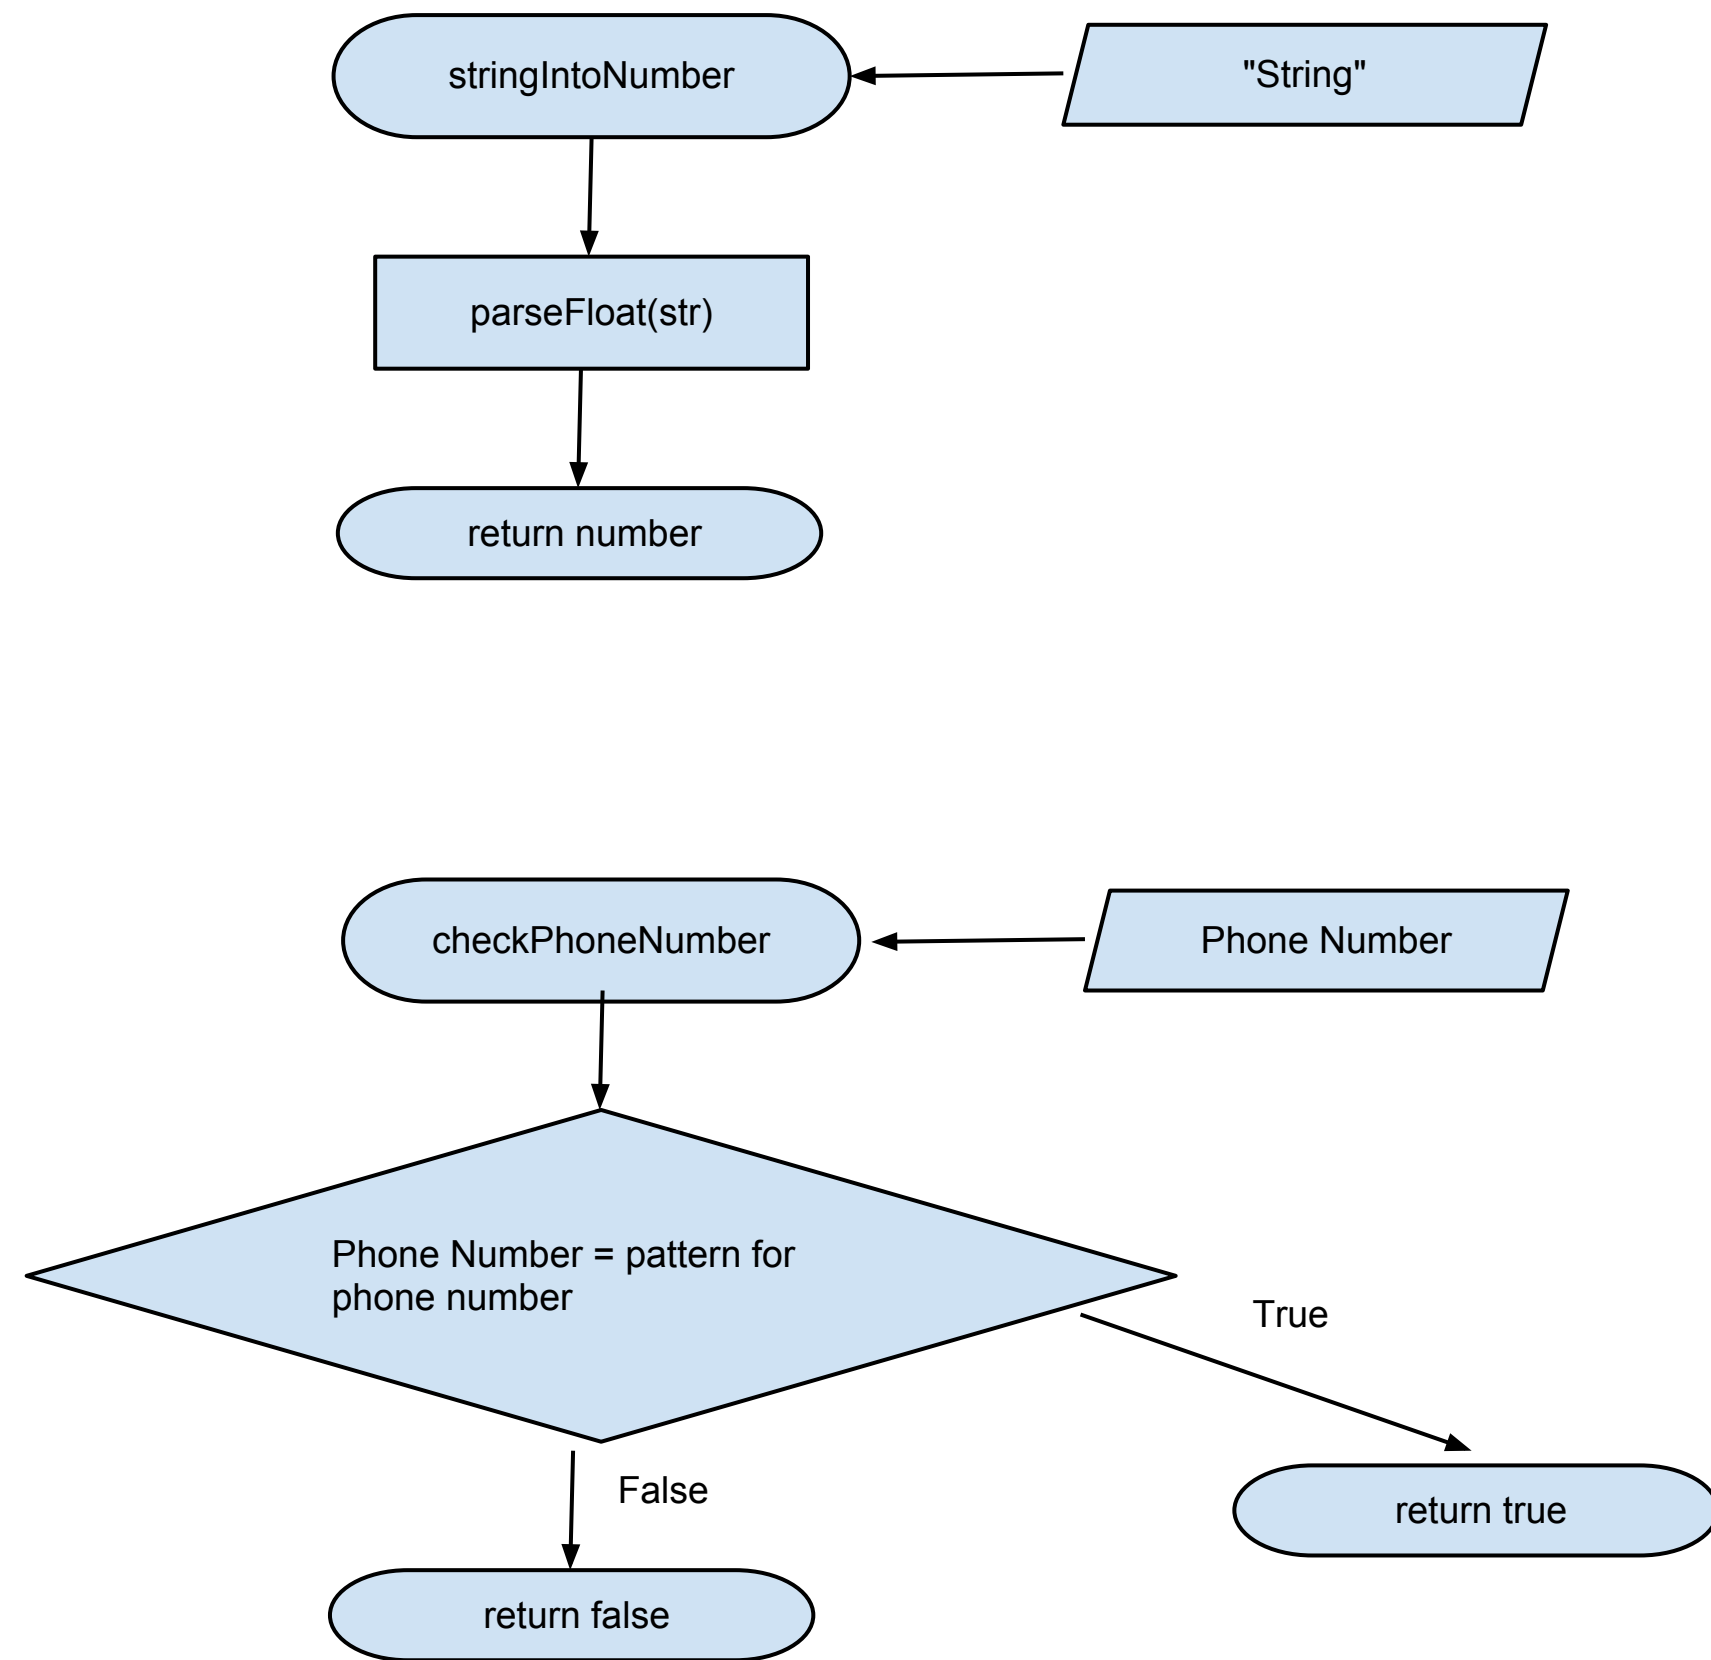 stringIntoNumber
"String"
parseFloat(str)
return number
checkPhoneNumber
Phone Number
Phone Number = pattern for
phone number
True
False
return true
return false